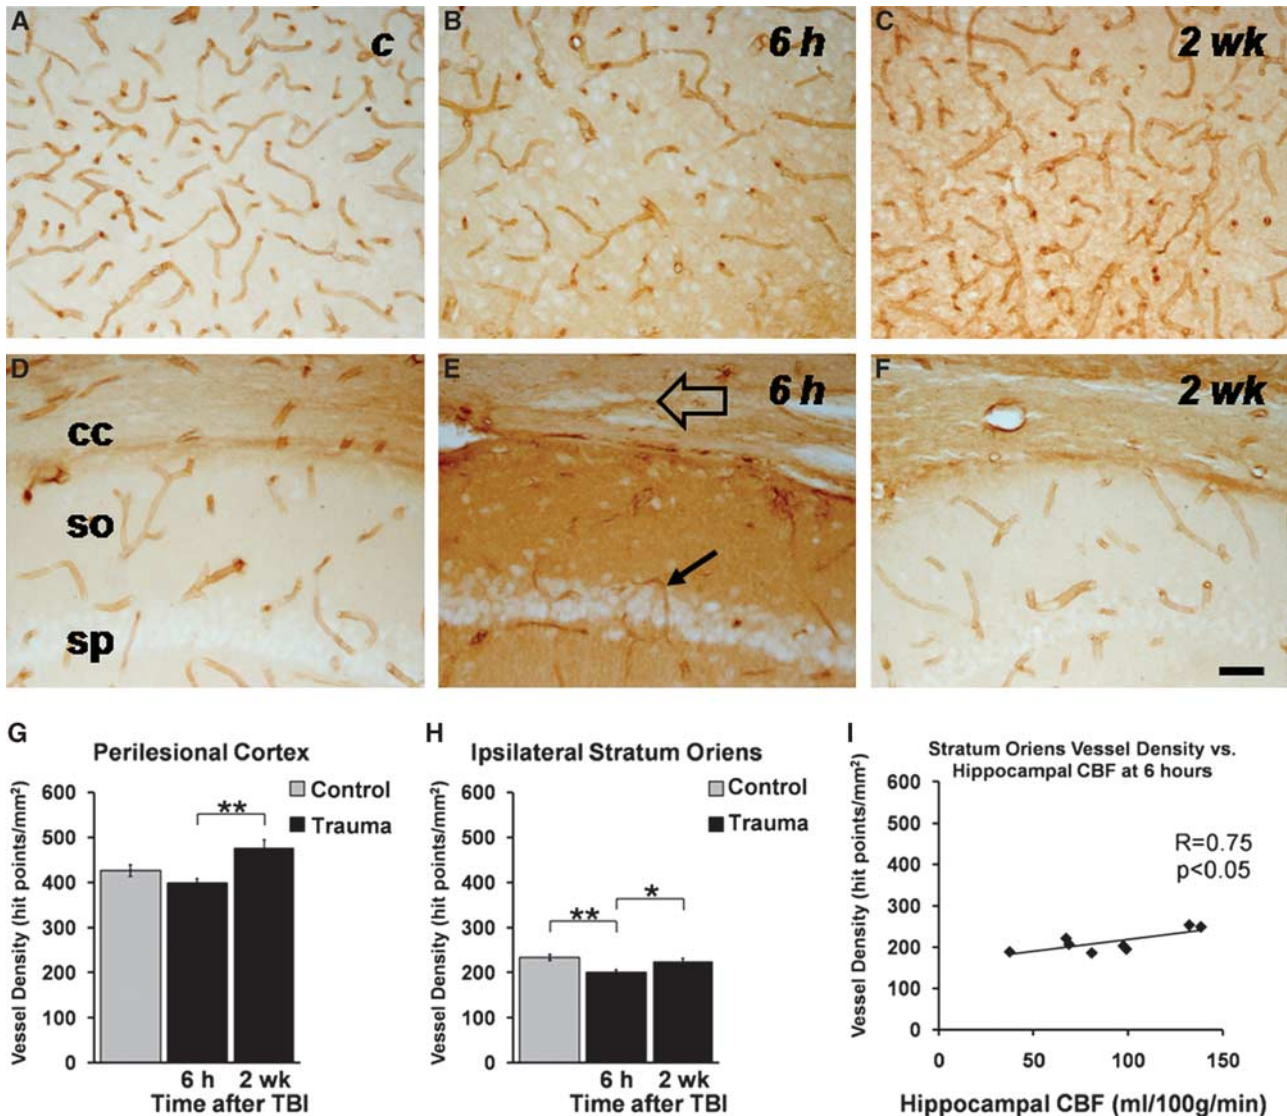 A
c
B
6 h
C
2 wk
D
cc
so
sp
E
6 h
F
2 wk
G
Perilesional Cortex
Control
Trauma
**
Vessel Density (hit points/mm²)
600
500
400
300
200
100
0
6 h 2 wk
Time after TBI
H
Ipsilateral Stratum Oriens
Control
Trauma
**
*
Vessel Density (hit points/mm²)
600
500
400
300
200
100
0
6 h 2 wk
Time after TBI
I
Stratum Oriens Vessel Density vs.
Hippocampal CBF at 6 hours
R=0.75
p<0.05
Vessel Density (hit points/mm²)
600
500
400
300
200
100
0
0 50 100 150
Hippocampal CBF (ml/100g/min)